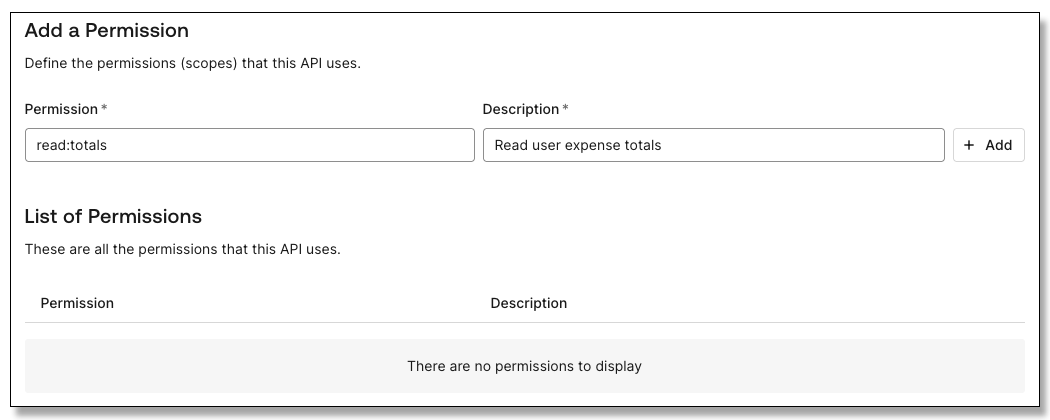 Add a Permission
Define the permissions (scopes) that this API uses.
Permission * Description *
read:totals Read user expense totals + Add
List of Permissions
These are all the permissions that this API uses.
Permission Description
There are no permissions to display